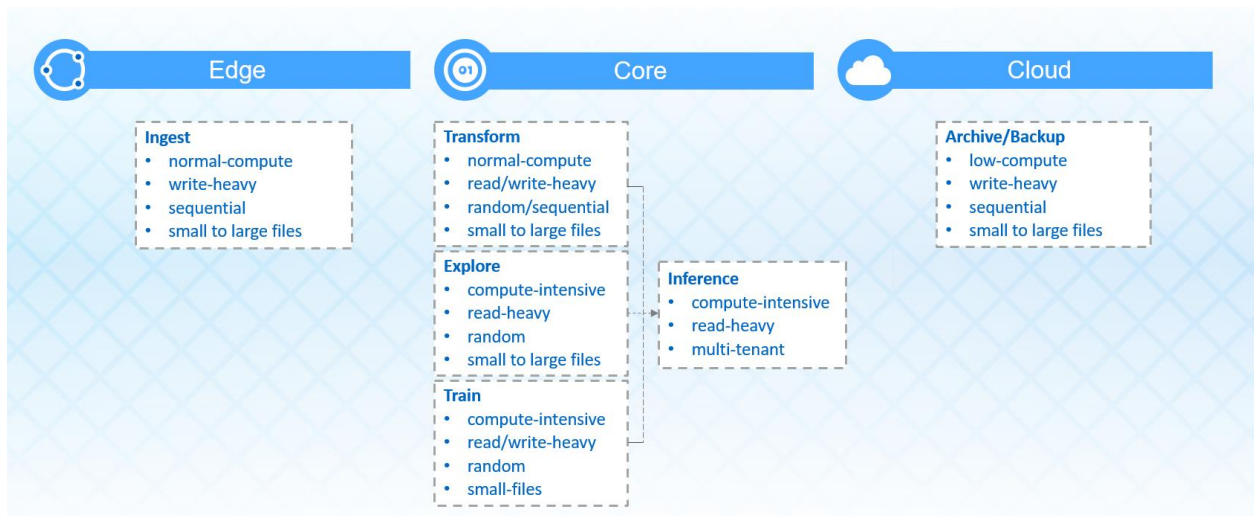 Edge
Core
Cloud
Ingest
• normal-compute
• write-heavy
• sequential
• small to large files
Transform
• normal-compute
• read/write-heavy
• random/sequential
• small to large files
Explore
• compute-intensive
• read-heavy
• random
• small to large files
Train
• compute-intensive
• read/write-heavy
• random
• small-files
Inference
• compute-intensive
• read-heavy
• multi-tenant
Archive/Backup
• low-compute
• write-heavy
• sequential
• small to large files